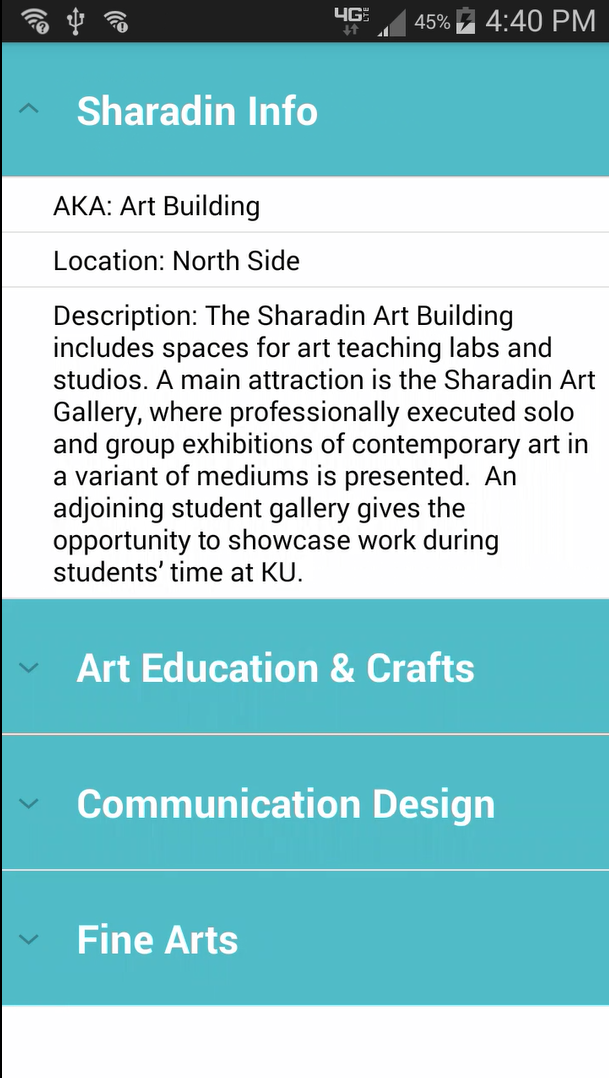 4G LTE 45% 4:40 PM
Sharadin Info
AKA: Art Building
Location: North Side
Description: The Sharadin Art Building
includes spaces for art teaching labs and
studios. A main attraction is the Sharadin Art
Gallery, where professionally executed solo
and group exhibitions of contemporary art in
a variant of mediums is presented.  An
adjoining student gallery gives the
opportunity to showcase work during
students’ time at KU.
Art Education & Crafts
Communication Design
Fine Arts